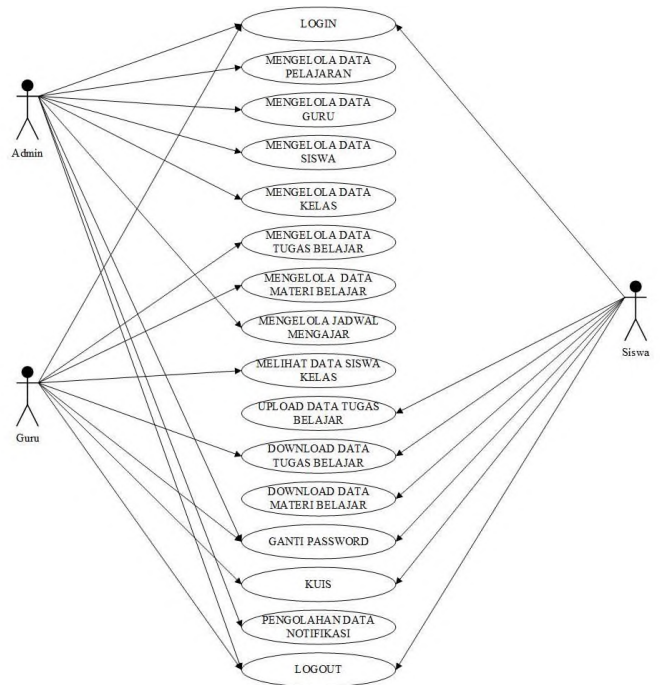 LOGIN
MENGELOLA DATA
PELAJARAN
MENGELOLA DATA
GURU
MENGELOLA DATA
SISWA
MENGELOLA DATA
KELAS
MENGELOLA DATA
TUGAS BELAJAR
MENGELOLA DATA
MATERI BELAJAR
MENGELOLA JADWAL
MENGAJAR
MELIHAT DATA SISWA
KELAS
UPLOAD DATA TUGAS
BELAJAR
DOWNLOAD DATA
TUGAS BELAJAR
DOWNLOAD DATA
MATERI BELAJAR
GANTI PASSWORD
KUIS
PENGOLAHAN DATA
NOTIFIKASI
LOGOUT
Admin
Guru
Siswa